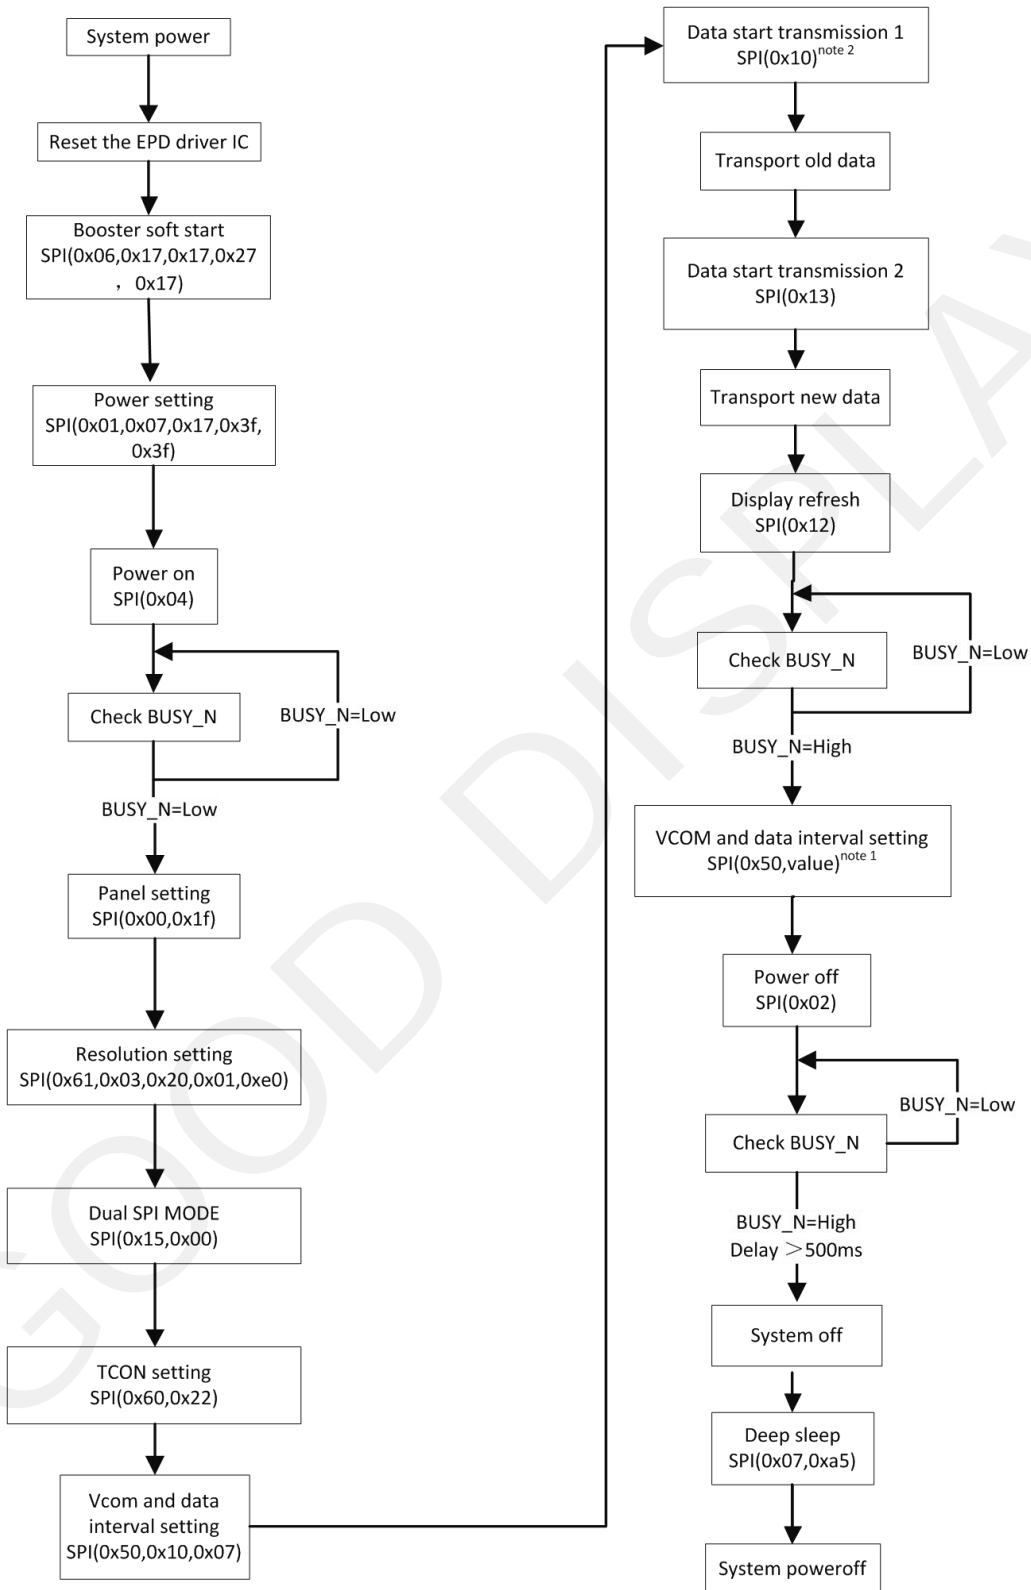 System power
Reset the EPD driver IC
Booster soft start
SPI(0x06,0x17,0x17,0x27
， 0x17)
Power setting
SPI(0x01,0x07,0x17,0x3f,
0x3f)
Power on
SPI(0x04)
Check BUSY_N
BUSY_N=Low
BUSY_N=Low
Panel setting
SPI(0x00,0x1f)
Resolution setting
SPI(0x61,0x03,0x20,0x01,0xe0)
Dual SPI MODE
SPI(0x15,0x00)
TCON setting
SPI(0x60,0x22)
Vcom and data
interval setting
SPI(0x50,0x10,0x07)
Data start transmission 1
SPI(0x10)note 2
Transport old data
Data start transmission 2
SPI(0x13)
Transport new data
Display refresh
SPI(0x12)
Check BUSY_N
BUSY_N=Low
BUSY_N=High
VCOM and data interval setting
SPI(0x50,value)note 1
Power off
SPI(0x02)
Check BUSY_N
BUSY_N=Low
BUSY_N=High
Delay ＞500ms
System off
Deep sleep
SPI(0x07,0xa5)
System poweroff
GOOD DISPLAY